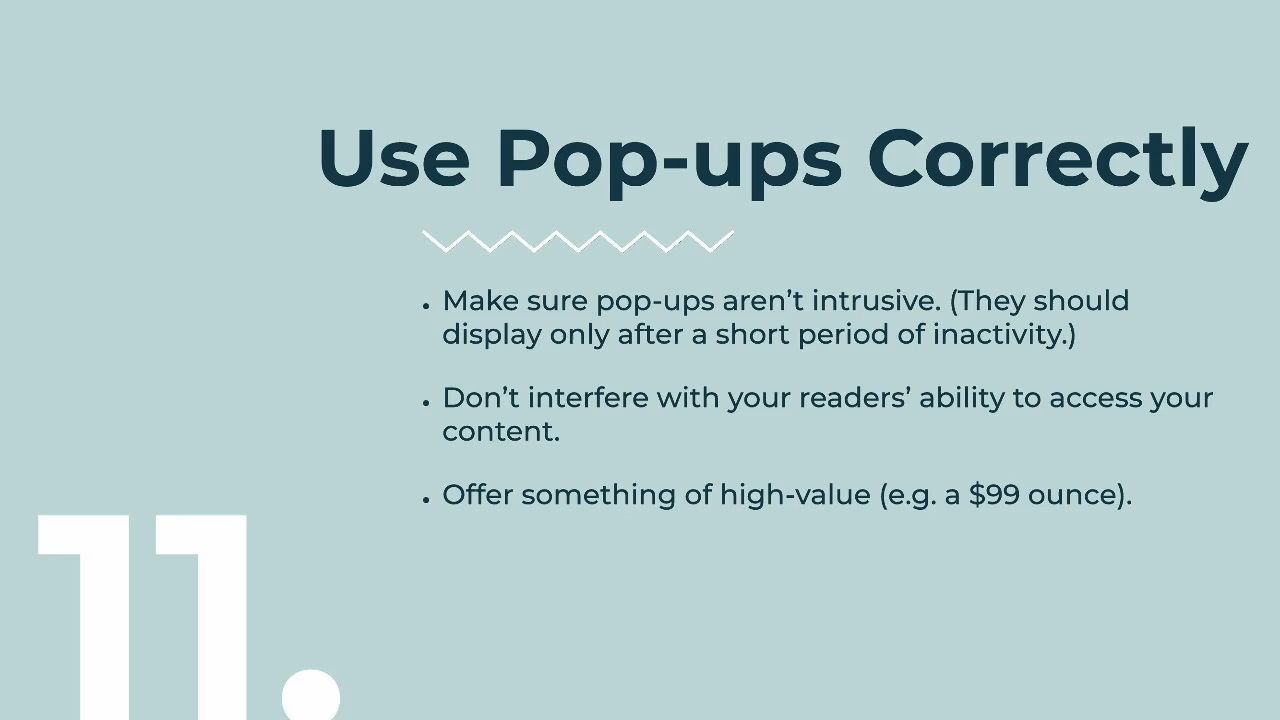 Use Pop-ups Correctly
• Make sure pop-ups aren’t intrusive. (They should
display only after a short period of inactivity.)
• Don’t interfere with your readers’ ability to access your
content.
• Offer something of high-value (e.g. a $99 ounce).
11.